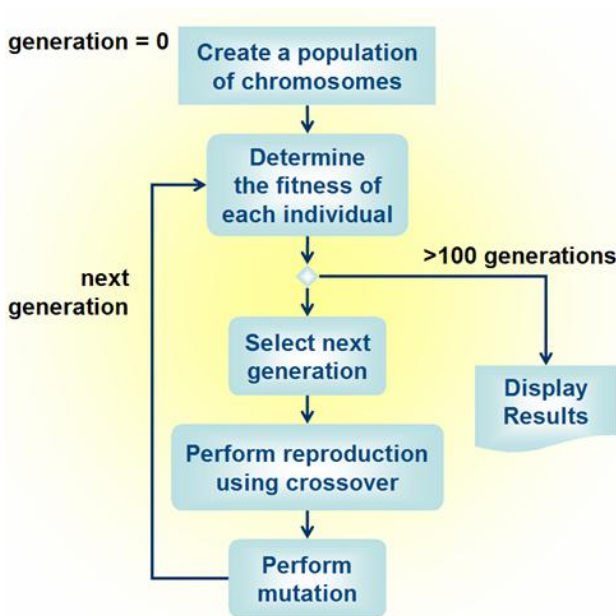 generation = 0
Create a population
of chromosomes
Determine
the fitness of
each individual
>100 generations
next
generation
Select next
generation
Display
Results
Perform reproduction
using crossover
Perform
mutation